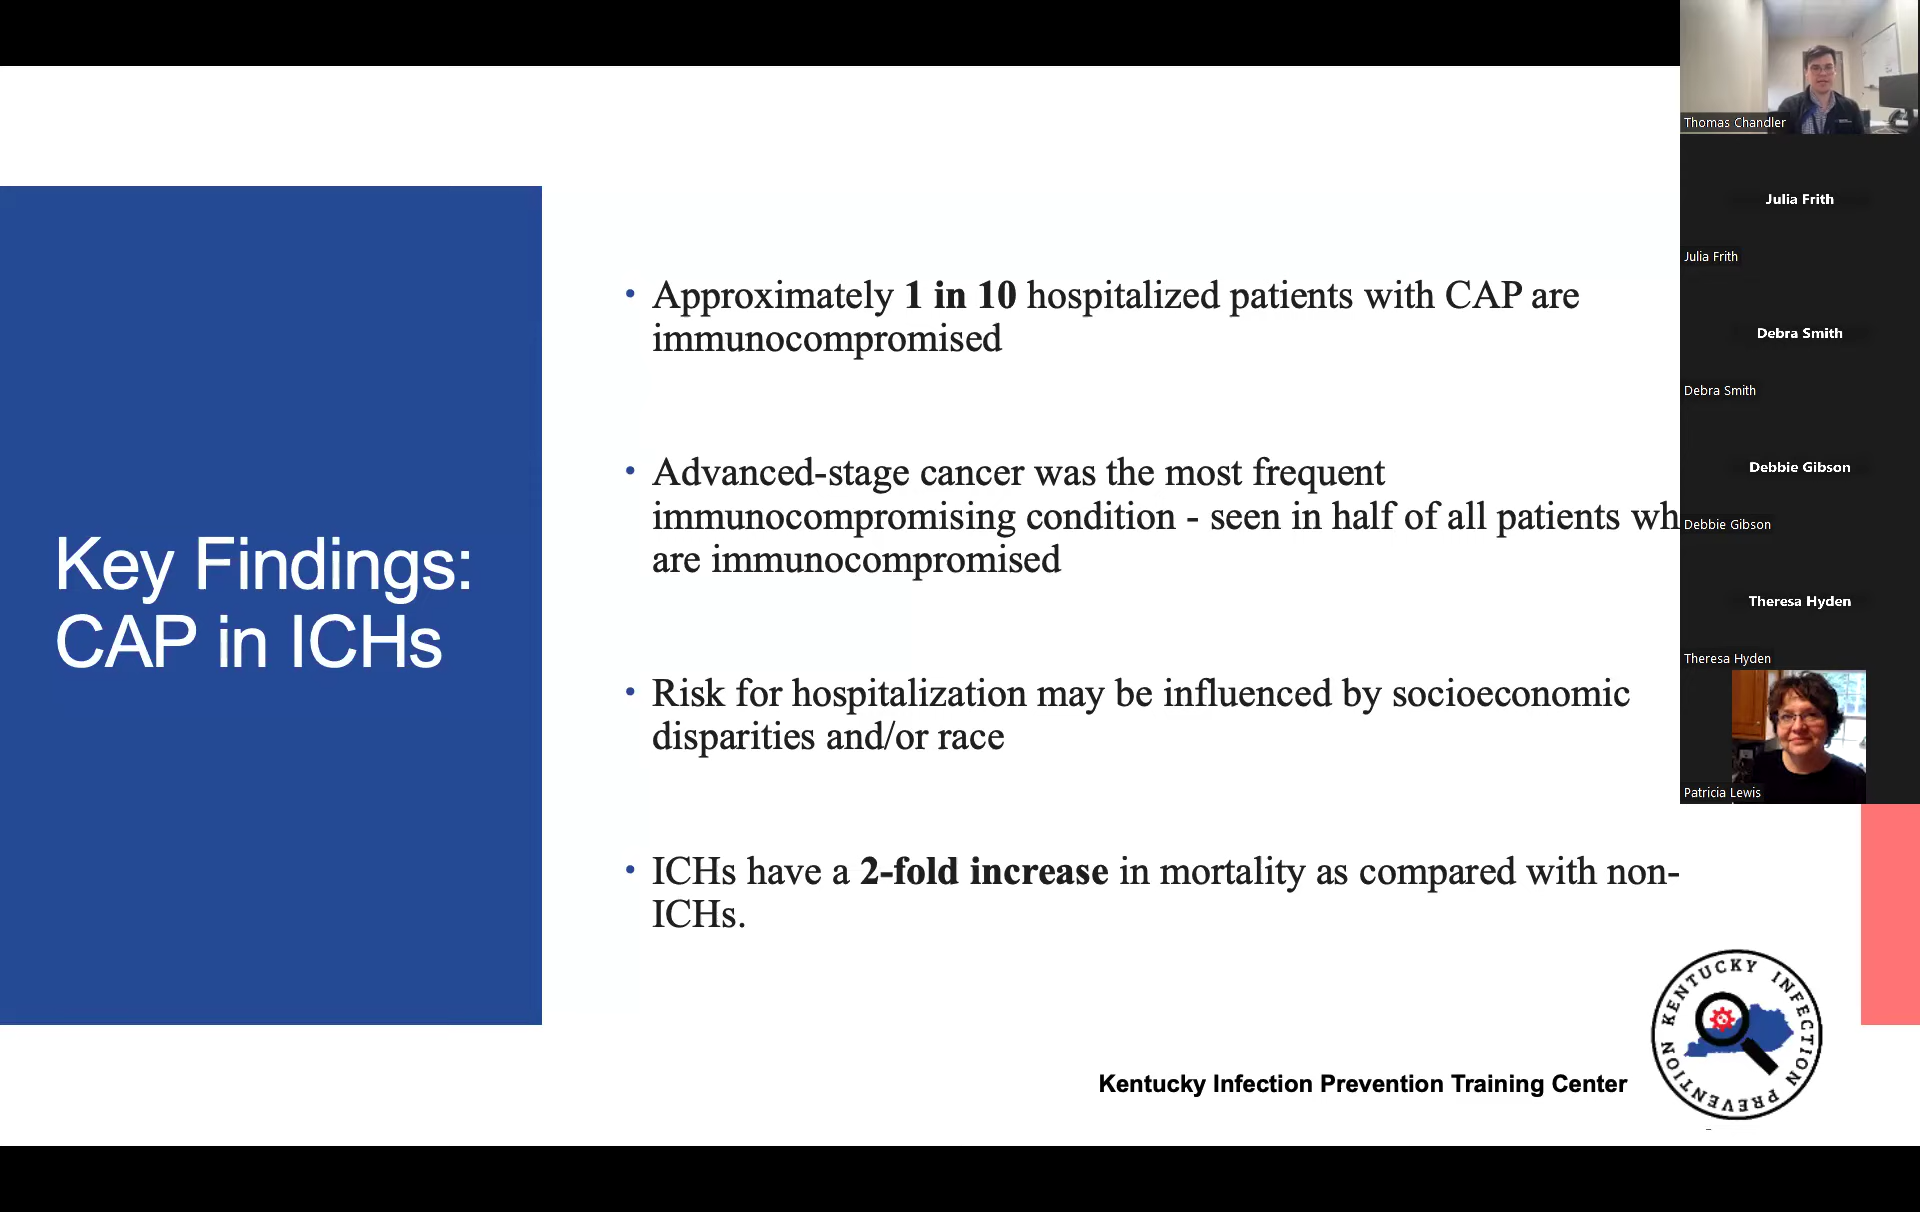 Key Findings:
CAP in ICHs
• Approximately 1 in 10 hospitalized patients with CAP are
immunocompromised
• Advanced-stage cancer was the most frequent
immunocompromising condition - seen in half of all patients wh
are immunocompromised
• Risk for hospitalization may be influenced by socioeconomic
disparities and/or race
• ICHs have a 2-fold increase in mortality as compared with non-
ICHs.
Kentucky Infection Prevention Training Center
KENTUCKY INFECTION PREVENTION
Thomas Chandler
Julia Frith
Julia Frith
Debra Smith
Debra Smith
Debbie Gibson
Debbie Gibson
Theresa Hyden
Theresa Hyden
Patricia Lewis